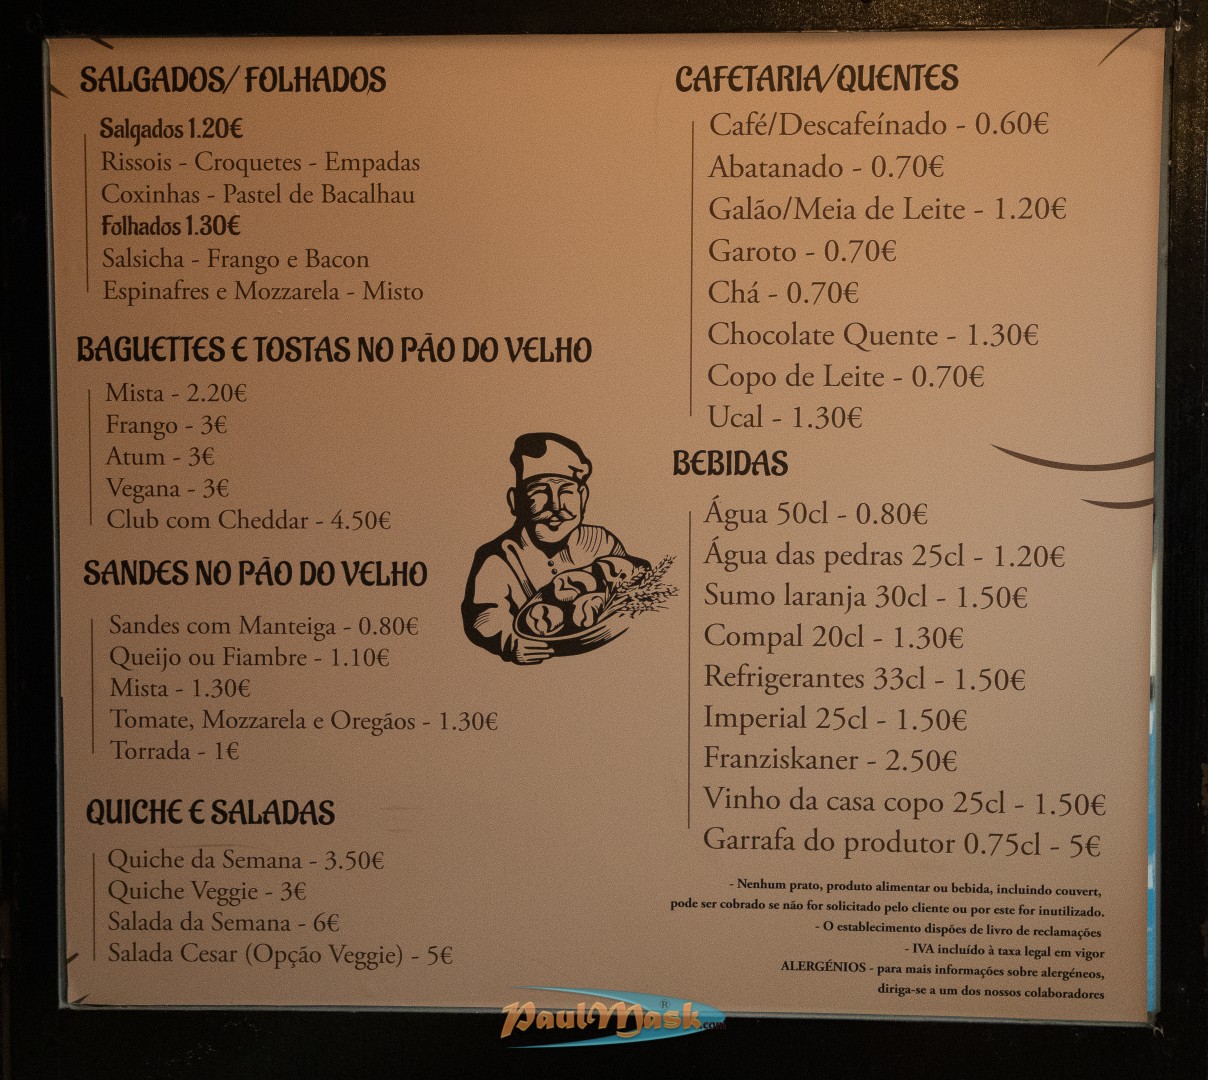 SALGADOS/ FOLHADOS
Salgados 1.20€
Rissois - Croquetes - Empadas
Coxinhas - Pastel de Bacalhau
Folhados 1.30€
Salsicha - Frango e Bacon
Espinafres e Mozzarela - Misto
BAGUETTES E TOSTAS NO PÃO DO VELHO
Mista - 2.20€
Frango - 3€
Atum - 3€
Vegana - 3€
Club com Cheddar - 4.50€
SANDES NO PÃO DO VELHO
Sandes com Manteiga - 0.80€
Queijo ou Fiambre - 1.10€
Mista - 1.30€
Tomate, Mozzarela e Oregãos - 1.30€
Torrada - 1€
QUICHE E SALADAS
Quiche da Semana - 3.50€
Quiche Veggie - 3€
Salada da Semana - 6€
Salada Cesar (Opção Veggie) - 5€
CAFETARIA/QUENTES
Café/Descafeínado - 0.60€
Abatanado - 0.70€
Galão/Meia de Leite - 1.20€
Garoto - 0.70€
Chá - 0.70€
Chocolate Quente - 1.30€
Copo de Leite - 0.70€
Ucal - 1.30€
BEBIDAS
Água 50cl - 0.80€
Água das pedras 25cl - 1.20€
Sumo laranja 30cl - 1.50€
Compal 20cl - 1.30€
Refrigerantes 33cl - 1.50€
Imperial 25cl - 1.50€
Franziskaner - 2.50€
Vinho da casa copo 25cl - 1.50€
Garrafa do produtor 0.75cl - 5€
- Nenhum prato, produto alimentar ou bebida, incluindo couvert,
pode ser cobrado se não for solicitado pelo cliente ou por este for inutilizado.
- O establecimento dispões de livro de reclamações
- IVA incluído à taxa legal em vigor
ALERGÉNIOS - para mais informações sobre alergéneos,
diriga-se a um dos nossos colaboradores
PaulMask.com ®